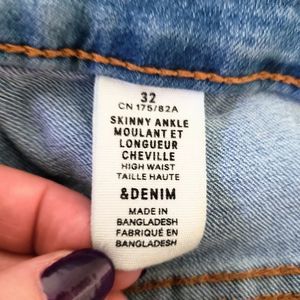 32
CN 175/82A
SKINNY ANKLE
MOULANT ET
LONGUEUR
CHEVILLE
HIGH WAIST
TAILLE HAUTE
&DENIM
MADE IN
BANGLADESH
FABRIQUÉ EN
BANGLADESH